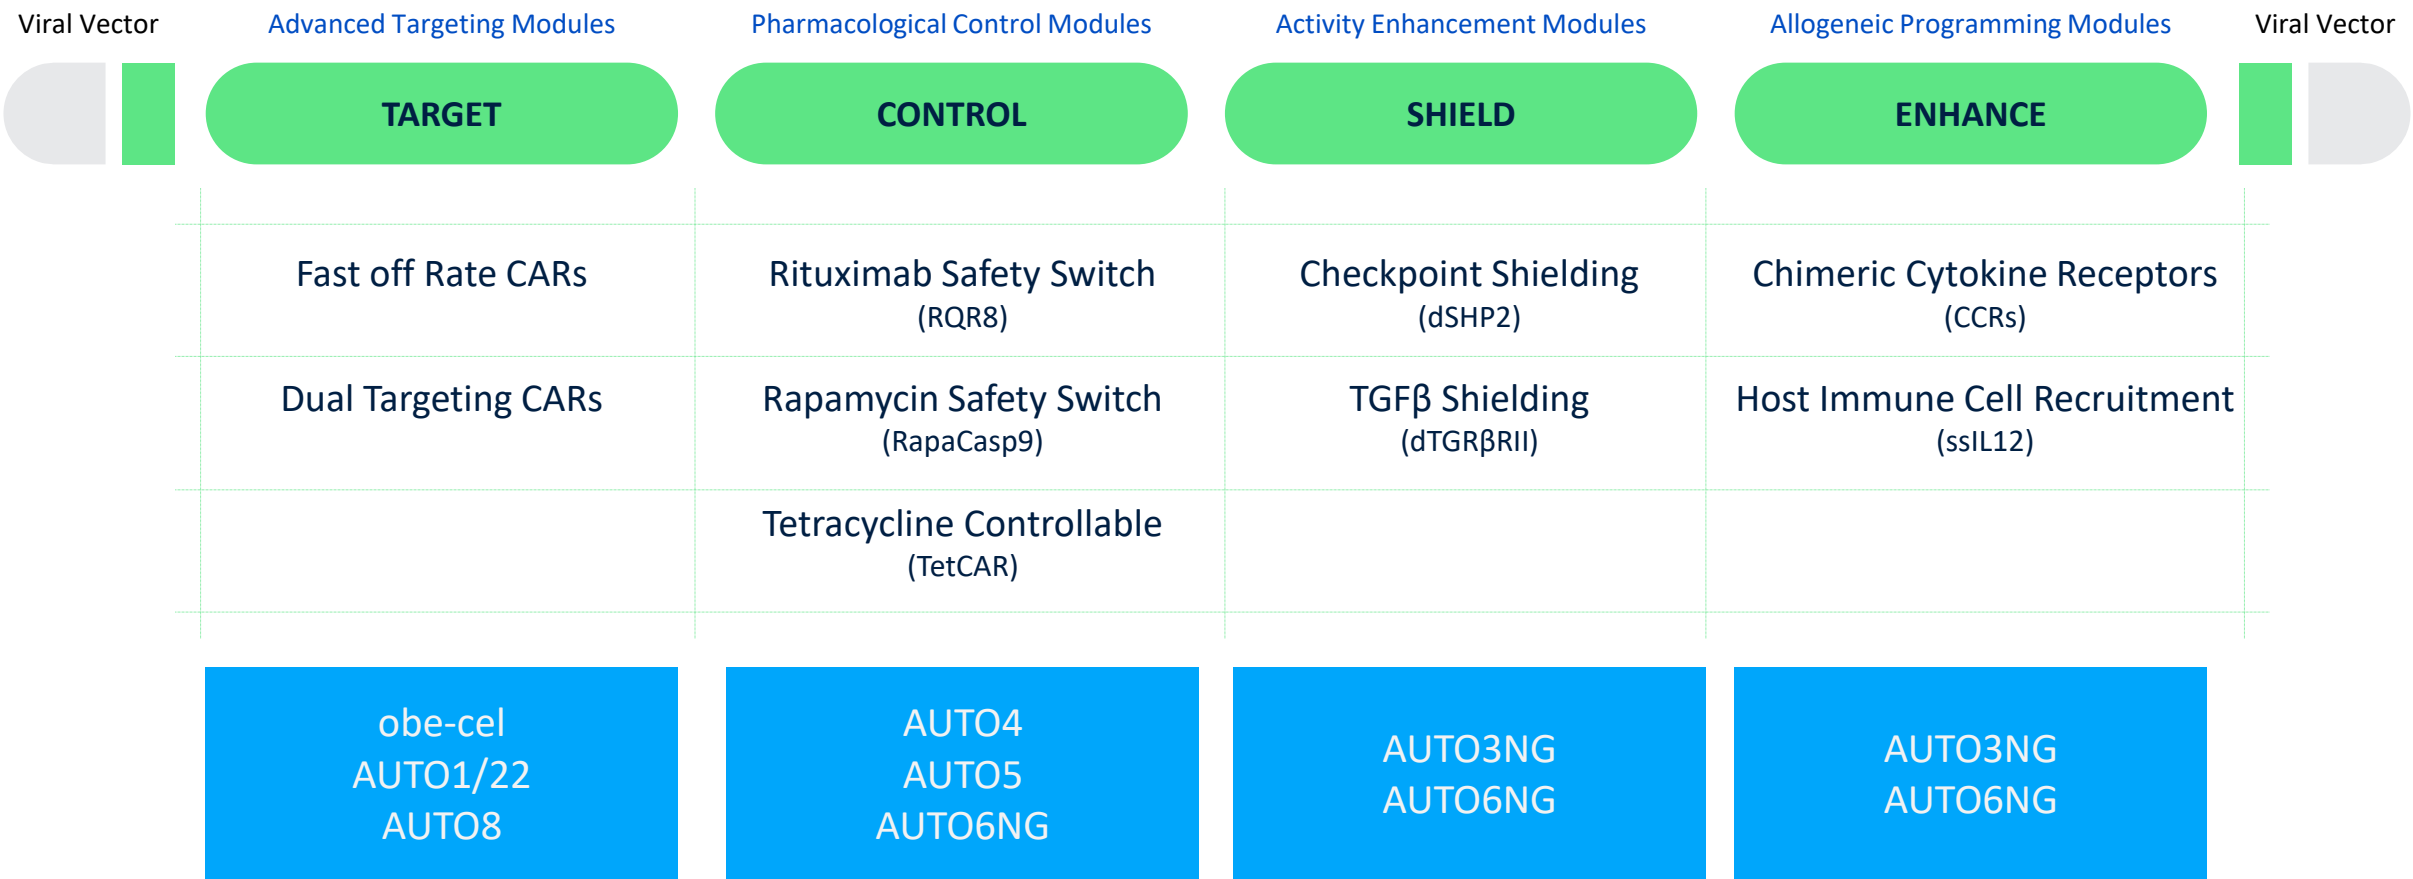 Viral Vector
Advanced Targeting Modules
Pharmacological Control Modules
Activity Enhancement Modules
Allogeneic Programming Modules
Viral Vector
TARGET
CONTROL
SHIELD
ENHANCE
Fast off Rate CARs
Rituximab Safety Switch
(RQR8)
Checkpoint Shielding
(dSHP2)
Chimeric Cytokine Receptors
(CCRs)
Dual Targeting CARs
Rapamycin Safety Switch
(RapaCasp9)
TGFβ Shielding
(dTGRβRII)
Host Immune Cell Recruitment
(ssIL12)
Tetracycline Controllable
(TetCAR)
obe-cel
AUTO1/22
AUTO8
AUTO4
AUTO5
AUTO6NG
AUTO3NG
AUTO6NG
AUTO3NG
AUTO6NG